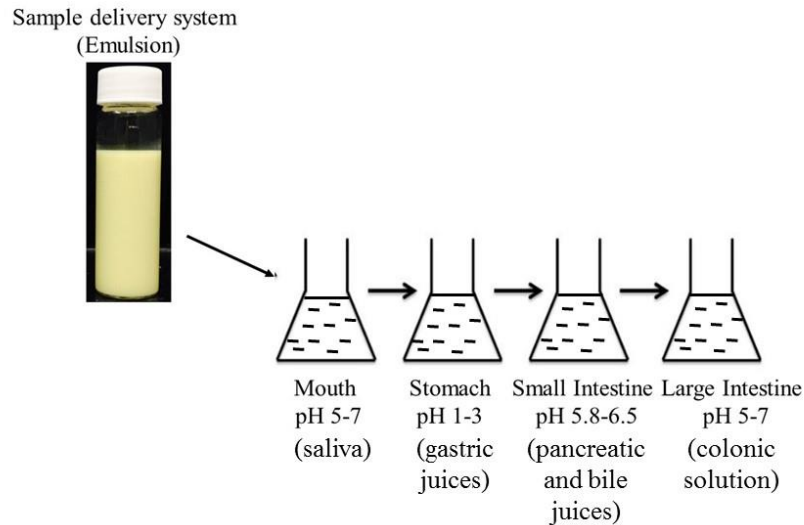 Sample delivery system
(Emulsion)
Mouth
pH 5-7
(saliva)
Stomach
pH 1-3
(gastric
juices)
Small Intestine
pH 5.8-6.5
(pancreatic
and bile
juices)
Large Intestine
pH 5-7
(colonic
solution)